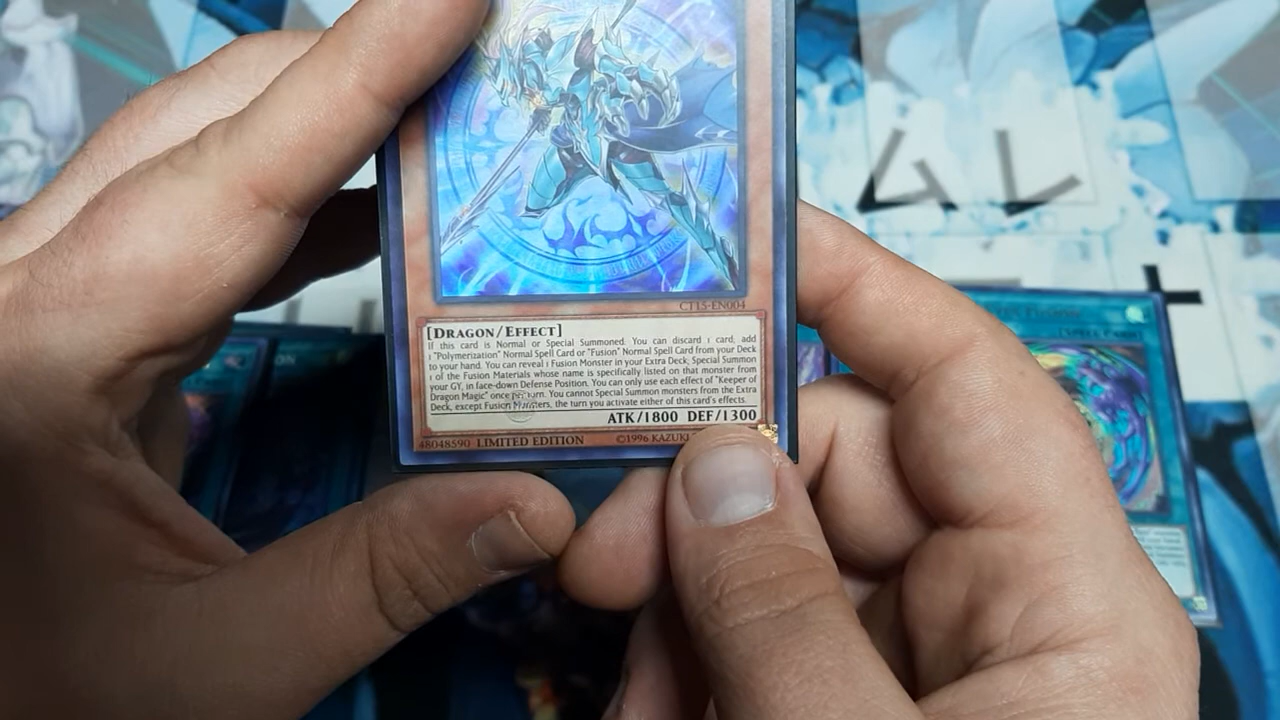 CT15-EN004
[DRAGON/EFFECT]
If this card is Normal or Special Summoned: You can discard 1 card; add
1 "Polymerization" Normal Spell Card or "Fusion" Normal Spell Card from your Deck
to your hand. You can reveal 1 Fusion Monster in your Extra Deck; Special Summon
1 of the Fusion Materials whose name is specifically listed on that monster from
your GY, in face-down Defense Position. You can only use each effect of "Keeper of
Dragon Magic" once per turn. You cannot Special Summon monsters from the Extra
Deck, except Fusion Monsters, the turn you activate either of this card's effects.
ATK/1800 DEF/1300
48048590 LIMITED EDITION ©1996 KAZUKI
ON
FUSION
[SPELL CARD